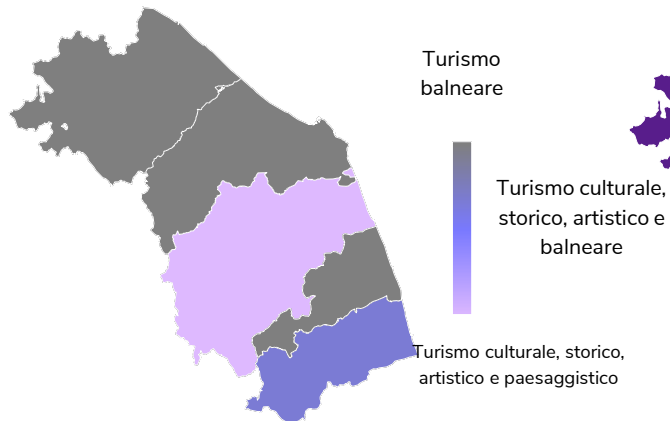 Turismo
balneare
Turismo culturale,
storico, artistico e
balneare
Turismo culturale, storico,
artistico e paesaggistico